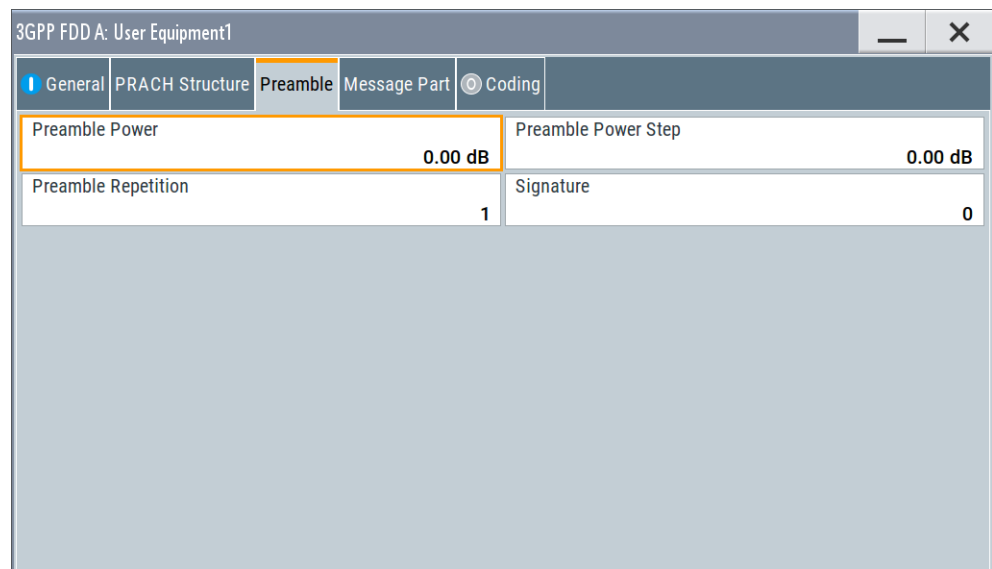 3GPP FDD A: User Equipment1
General PRACH Structure Preamble Message Part Coding
Preamble Power Preamble Power Step
0.00 dB 0.00 dB
Preamble Repetition Signature
1 0